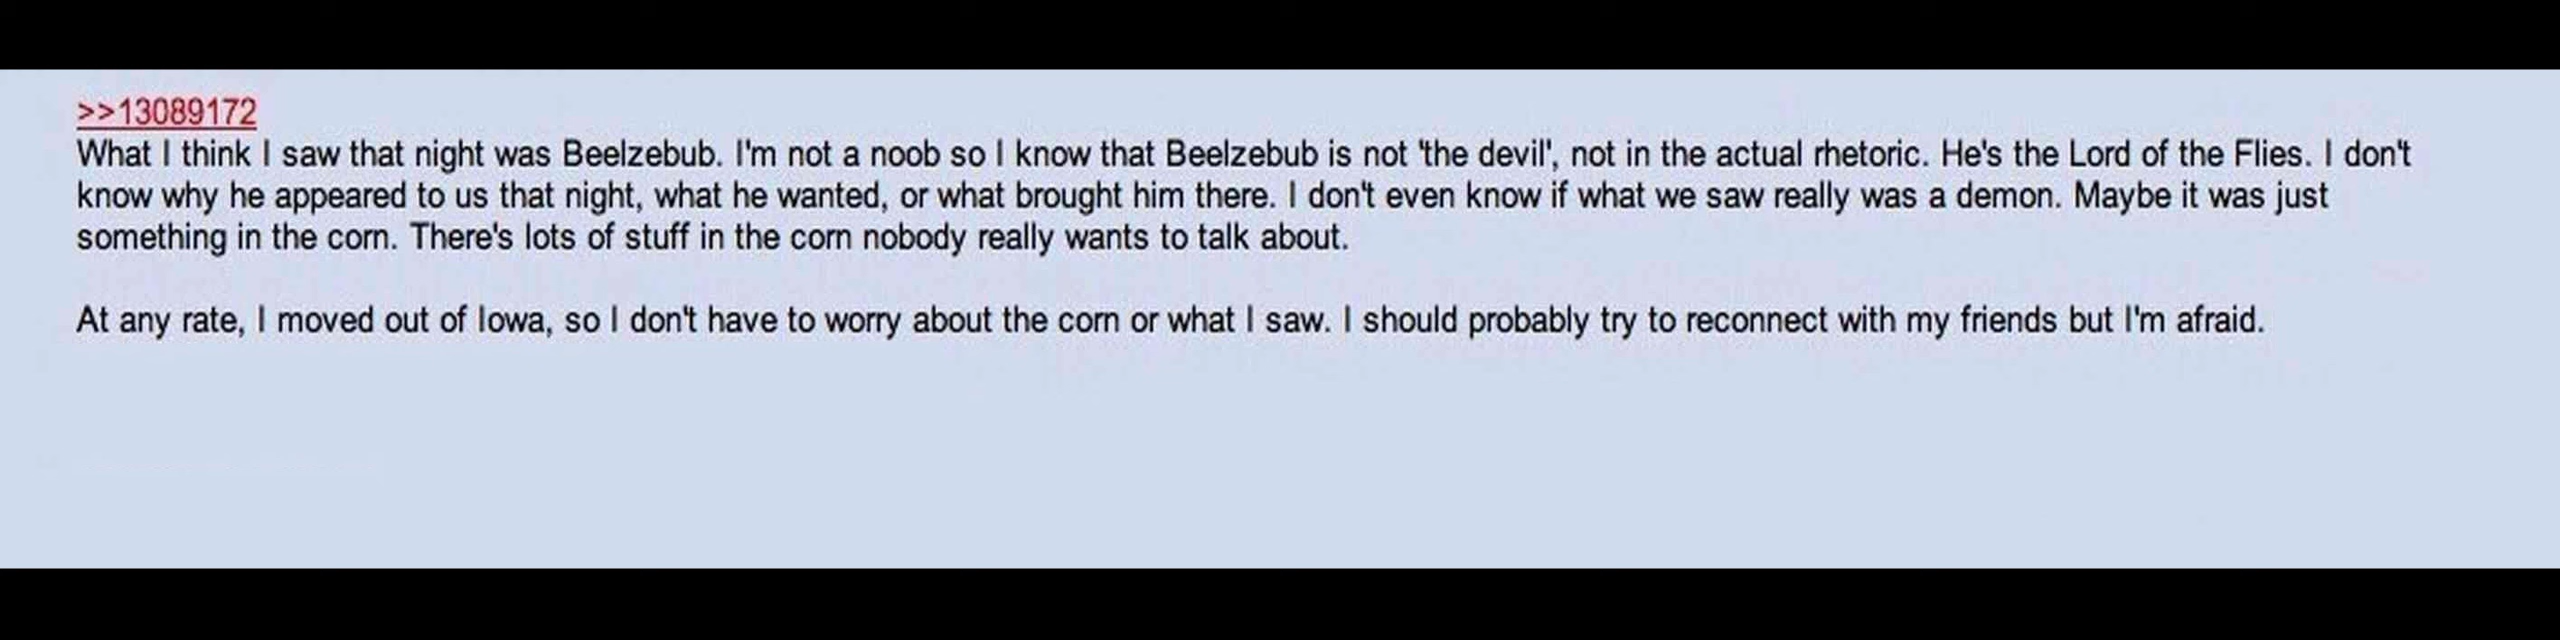 >>13089172
What I think I saw that night was Beelzebub. I'm not a noob so I know that Beelzebub is not 'the devil', not in the actual rhetoric. He's the Lord of the Flies. I don't
know why he appeared to us that night, what he wanted, or what brought him there. I don't even know if what we saw really was a demon. Maybe it was just
something in the corn. There's lots of stuff in the corn nobody really wants to talk about.
At any rate, I moved out of Iowa, so I don't have to worry about the corn or what I saw. I should probably try to reconnect with my friends but I'm afraid.